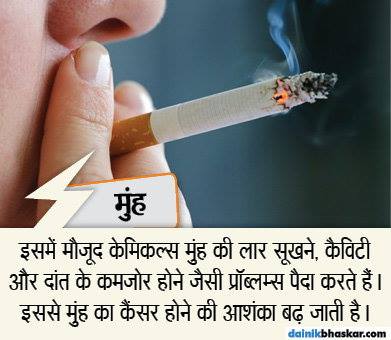 मुंह
इसमें मौजूद केमिकल्स मुंह की लार सूखने, कैविटी
और दांत के कमजोर होने जैसी प्रॉब्लम्स पैदा करते हैं।
इससे मुंह का कैंसर होने की आशंका बढ़ जाती है।
dainikbhaskar.com